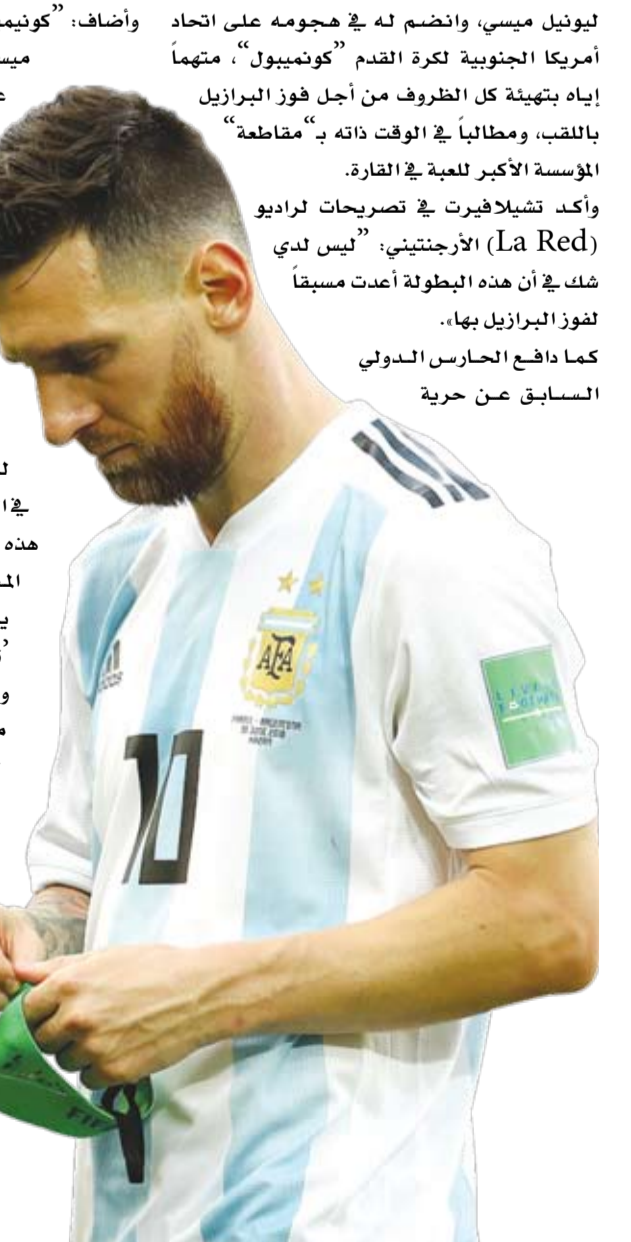 ليونيل ميسي، وانضم له في هجومه على اتحاد
أمريكا الجنوبية لكرة القدم ”كونميبول“، متهماً
إياه بتهيئة كل الظروف من أجل فوز البرازيل
باللقب، ومطالباً في الوقت ذاته بـ“مقاطعة“
المؤسسة الأكبر للعبة في القارة.
وأكد تشيلافيرت في تصريحات لراديو
(La Red) الأرجنتيني: ”ليس لدي
شك في أن هذه البطولة أعدت مسبقاً
لفوز البرازيل بها».
كما دافع الحارس الدولي
السابق عن حرية
وأضاف:
هذه
AFA
10